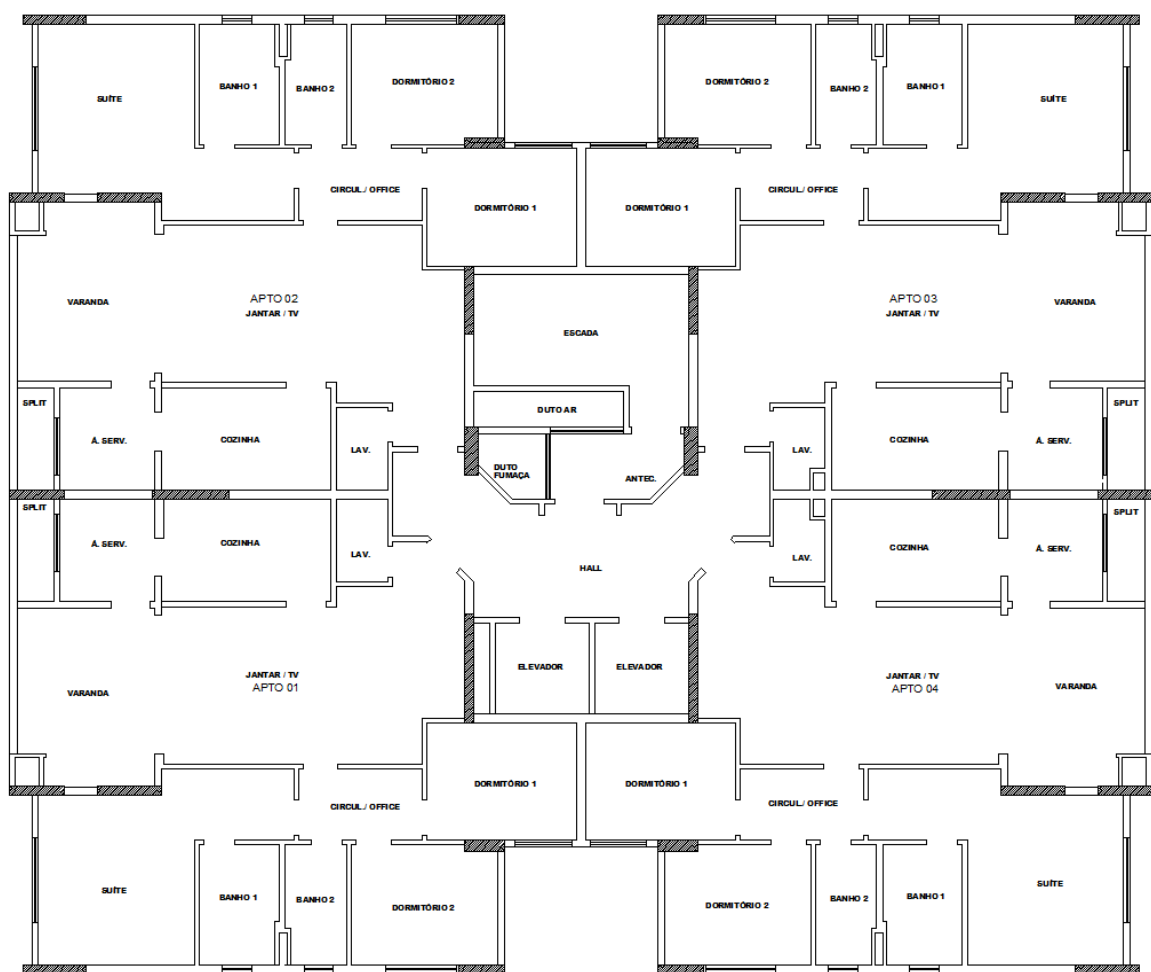 BANHO 1
BANHO 2
DORMITÓRIO 2
DORMITÓRIO 2
BANHO 2
BANHO 1
SUÍTE
SUÍTE
CIRCUL./ OFFICE
CIRCUL./ OFFICE
DORMITÓRIO 1
DORMITÓRIO 1
VARANDA
APTO 02
JANTAR / TV
APTO 03
JANTAR / TV
VARANDA
ESCADA
SPLIT
DUTO AR
SPLIT
Á. SERV.
COZINHA
LAV.
DUTO
FUMAÇA
ANTEC.
LAV.
COZINHA
Á. SERV.
SPLIT
SPLIT
Á. SERV.
COZINHA
LAV.
HALL
LAV.
COZINHA
Á. SERV.
ELEVADOR
ELEVADOR
VARANDA
JANTAR / TV
APTO 01
JANTAR / TV
APTO 04
VARANDA
DORMITÓRIO 1
DORMITÓRIO 1
CIRCUL./ OFFICE
CIRCUL./ OFFICE
SUÍTE
BANHO 1
BANHO 2
DORMITÓRIO 2
DORMITÓRIO 2
BANHO 2
BANHO 1
SUÍTE